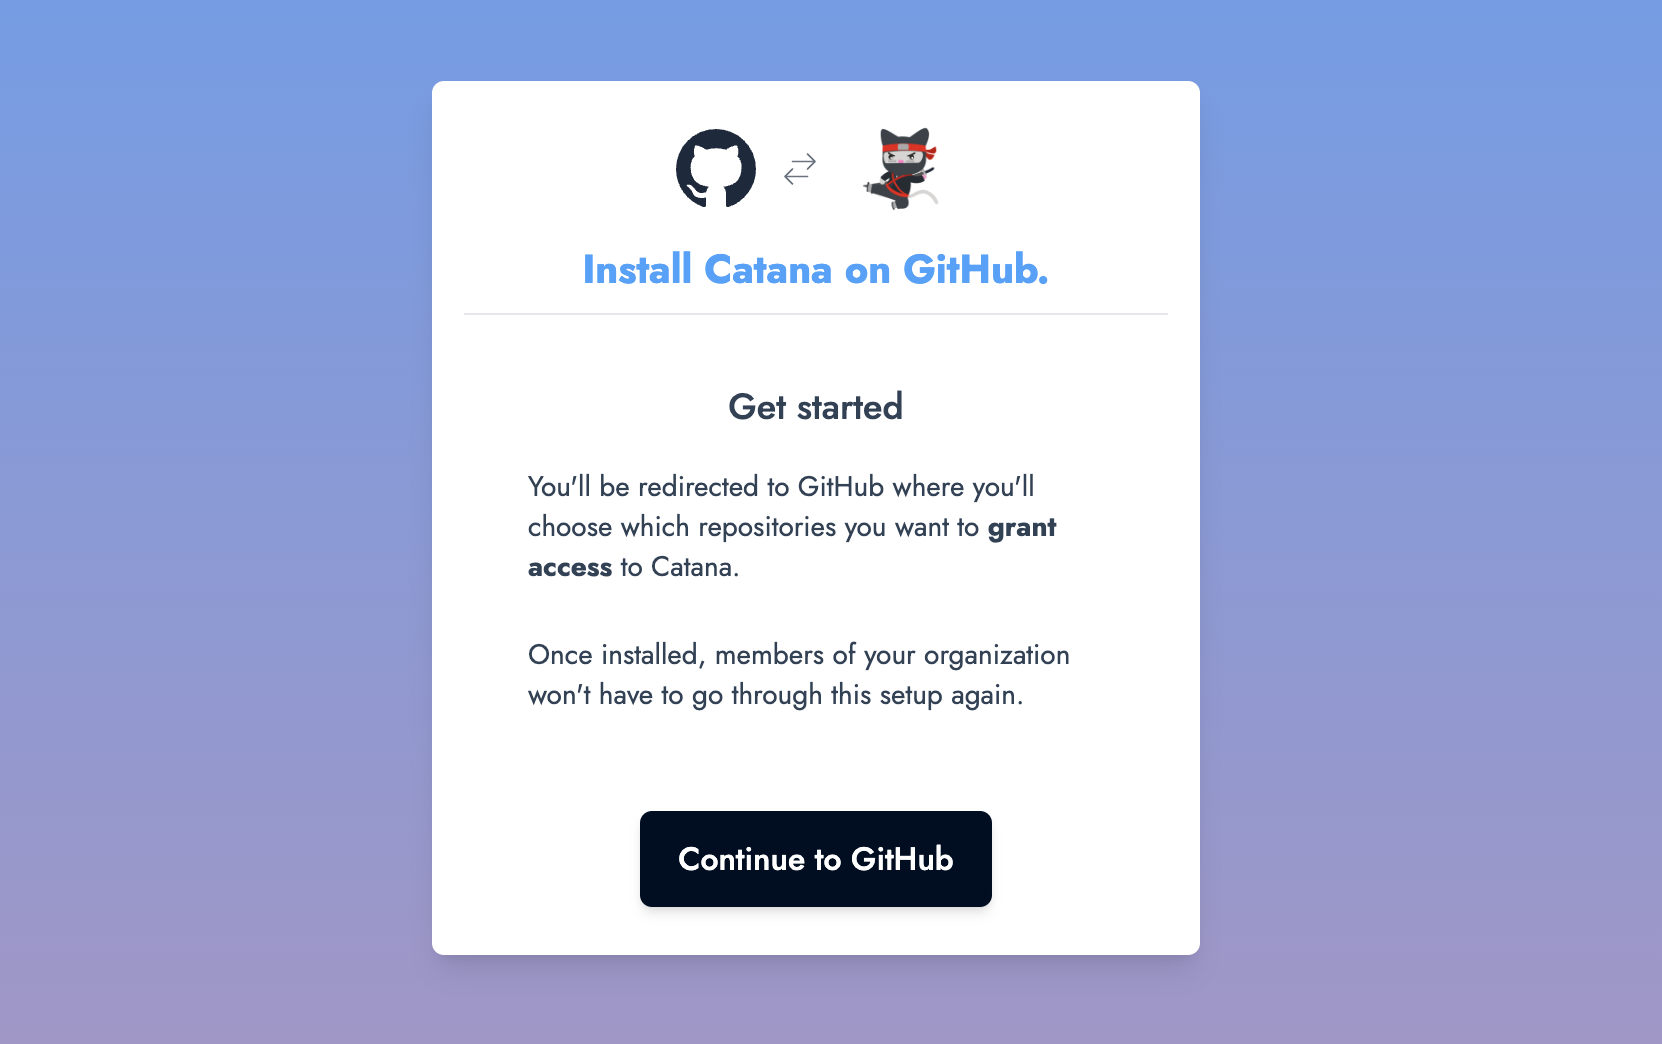 Install Catana on GitHub.
Get started
You'll be redirected to GitHub where you'll
choose which repositories you want to grant
access to Catana.
Once installed, members of your organization
won't have to go through this setup again.
Continue to GitHub